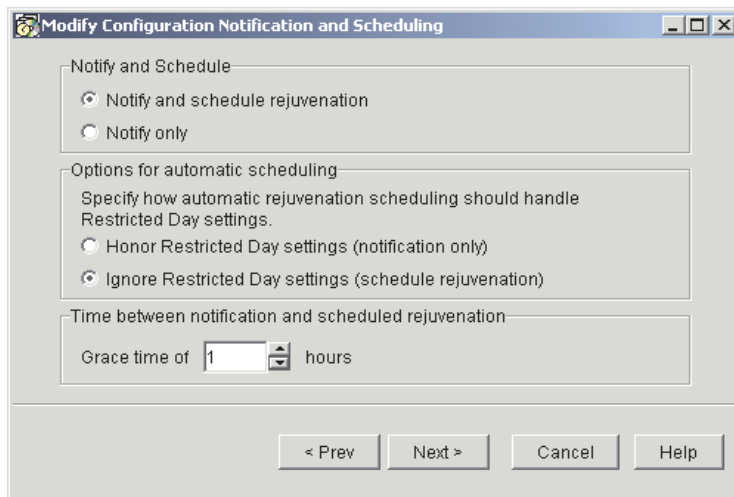 Modify Configuration Notification and Scheduling
Notify and Schedule
Notify and schedule rejuvenation
Notify only
Options for automatic scheduling
Specify how automatic rejuvenation scheduling should handle
Restricted Day settings.
Honor Restricted Day settings (notification only)
Ignore Restricted Day settings (schedule rejuvenation)
Time between notification and scheduled rejuvenation
Grace time of 1 hours
< Prev Next > Cancel Help